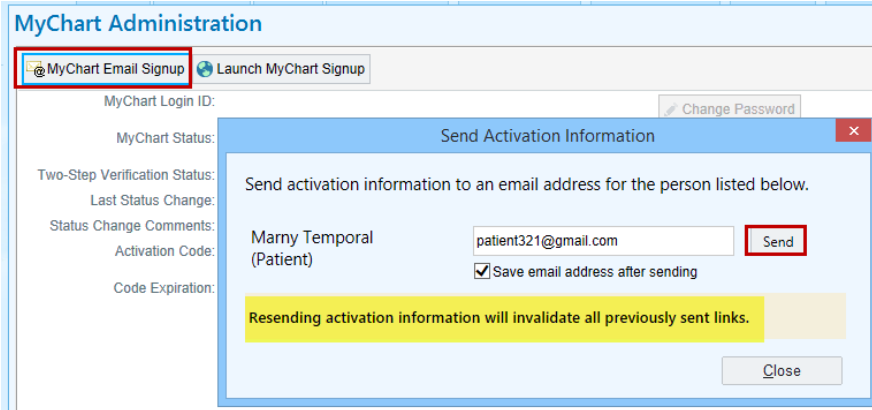 MyChart Administration
MyChart Email Signup
Launch MyChart Signup
MyChart Login ID:
Change Password
MyChart Status:
Two-Step Verification Status:
Last Status Change:
Status Change Comments:
Activation Code:
Code Expiration:
Send Activation Information
x
Send activation information to an email address for the person listed below.
Marny Temporal
(Patient)
patient321@gmail.com
Send
Save email address after sending
Resending activation information will invalidate all previously sent links.
Close